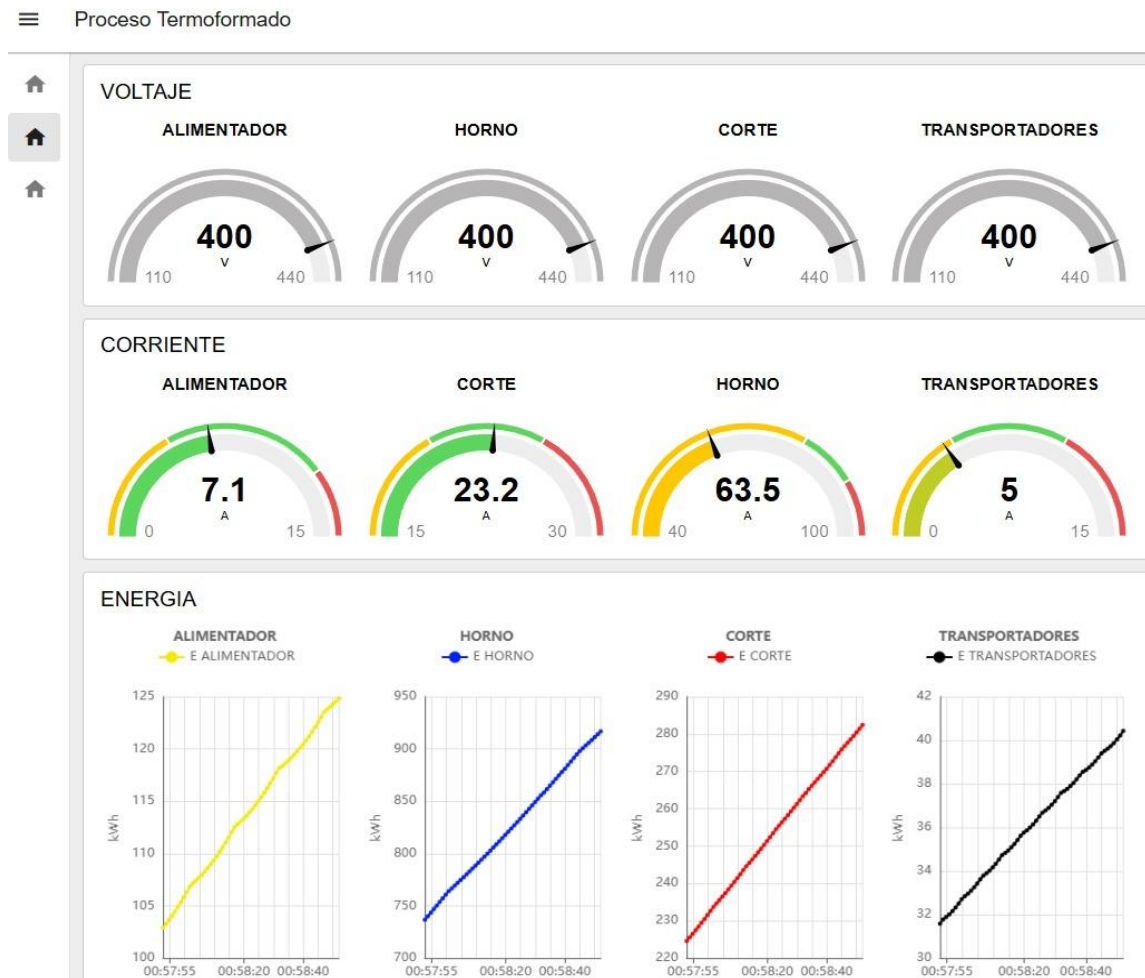 Proceso Termoformado
VOLTAJE
ALIMENTADOR
HORNO
CORTE
TRANSPORTADORES
400
V
110
440
400
V
110
440
400
V
110
440
400
V
110
440
CORRIENTE
ALIMENTADOR
CORTE
HORNO
TRANSPORTADORES
7.1
A
0
15
23.2
A
15
30
63.5
A
40
100
5
A
0
15
ENERGIA
ALIMENTADOR
E ALIMENTADOR
125
120
115
110
105
100
kWh
00:57:55 00:58:20 00:58:40
HORNO
E HORNO
950
900
850
800
750
700
kWh
00:57:55 00:58:20 00:58:40
CORTE
E CORTE
290
280
270
260
250
240
230
220
kWh
00:57:55 00:58:20 00:58:40
TRANSPORTADORES
E TRANSPORTADORES
42
40
38
36
34
32
30
kWh
00:57:55 00:58:20 00:58:40